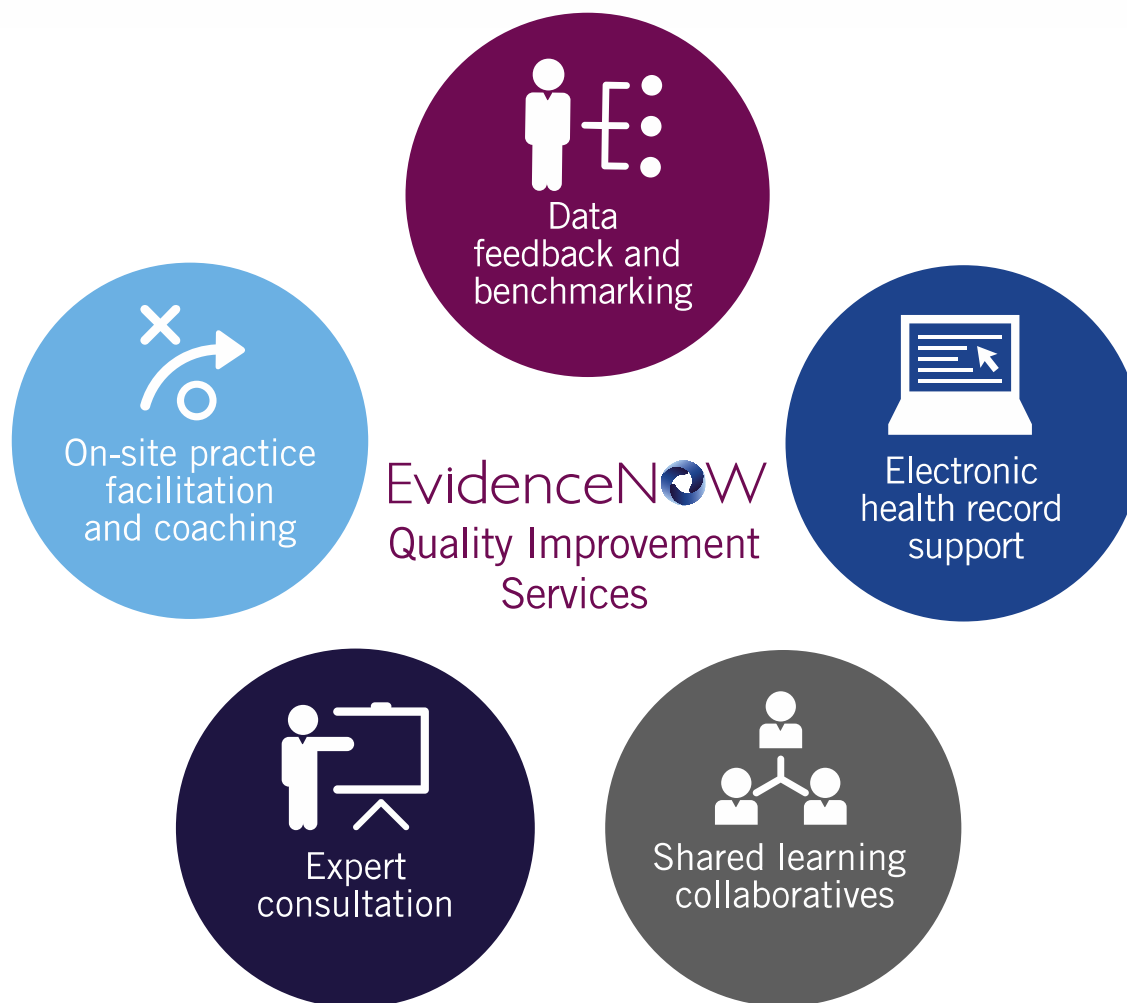 Data
feedback and
benchmarking
On-site practice
facilitation
and coaching
EvidenceNOW
Quality Improvement
Services
Electronic
health record
support
Expert
consultation
Shared learning
collaboratives